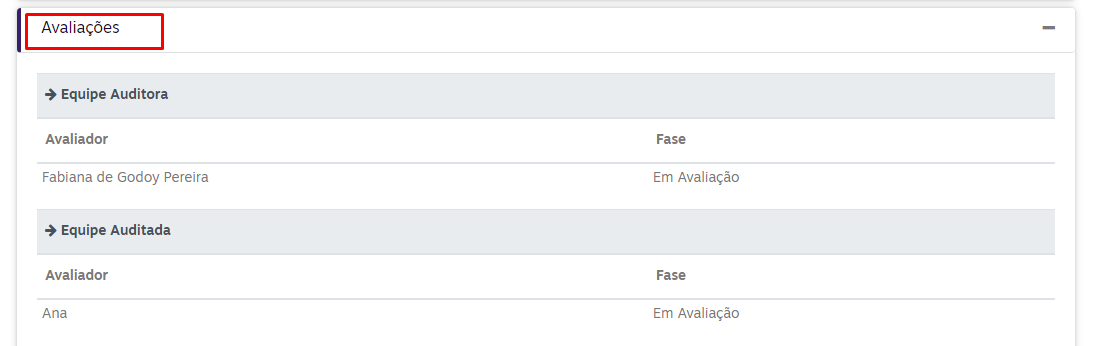 Avaliações
Equipe Auditora
Avaliador Fase
Fabiana de Godoy Pereira Em Avaliação
Equipe Auditada
Avaliador Fase
Ana Em Avaliação